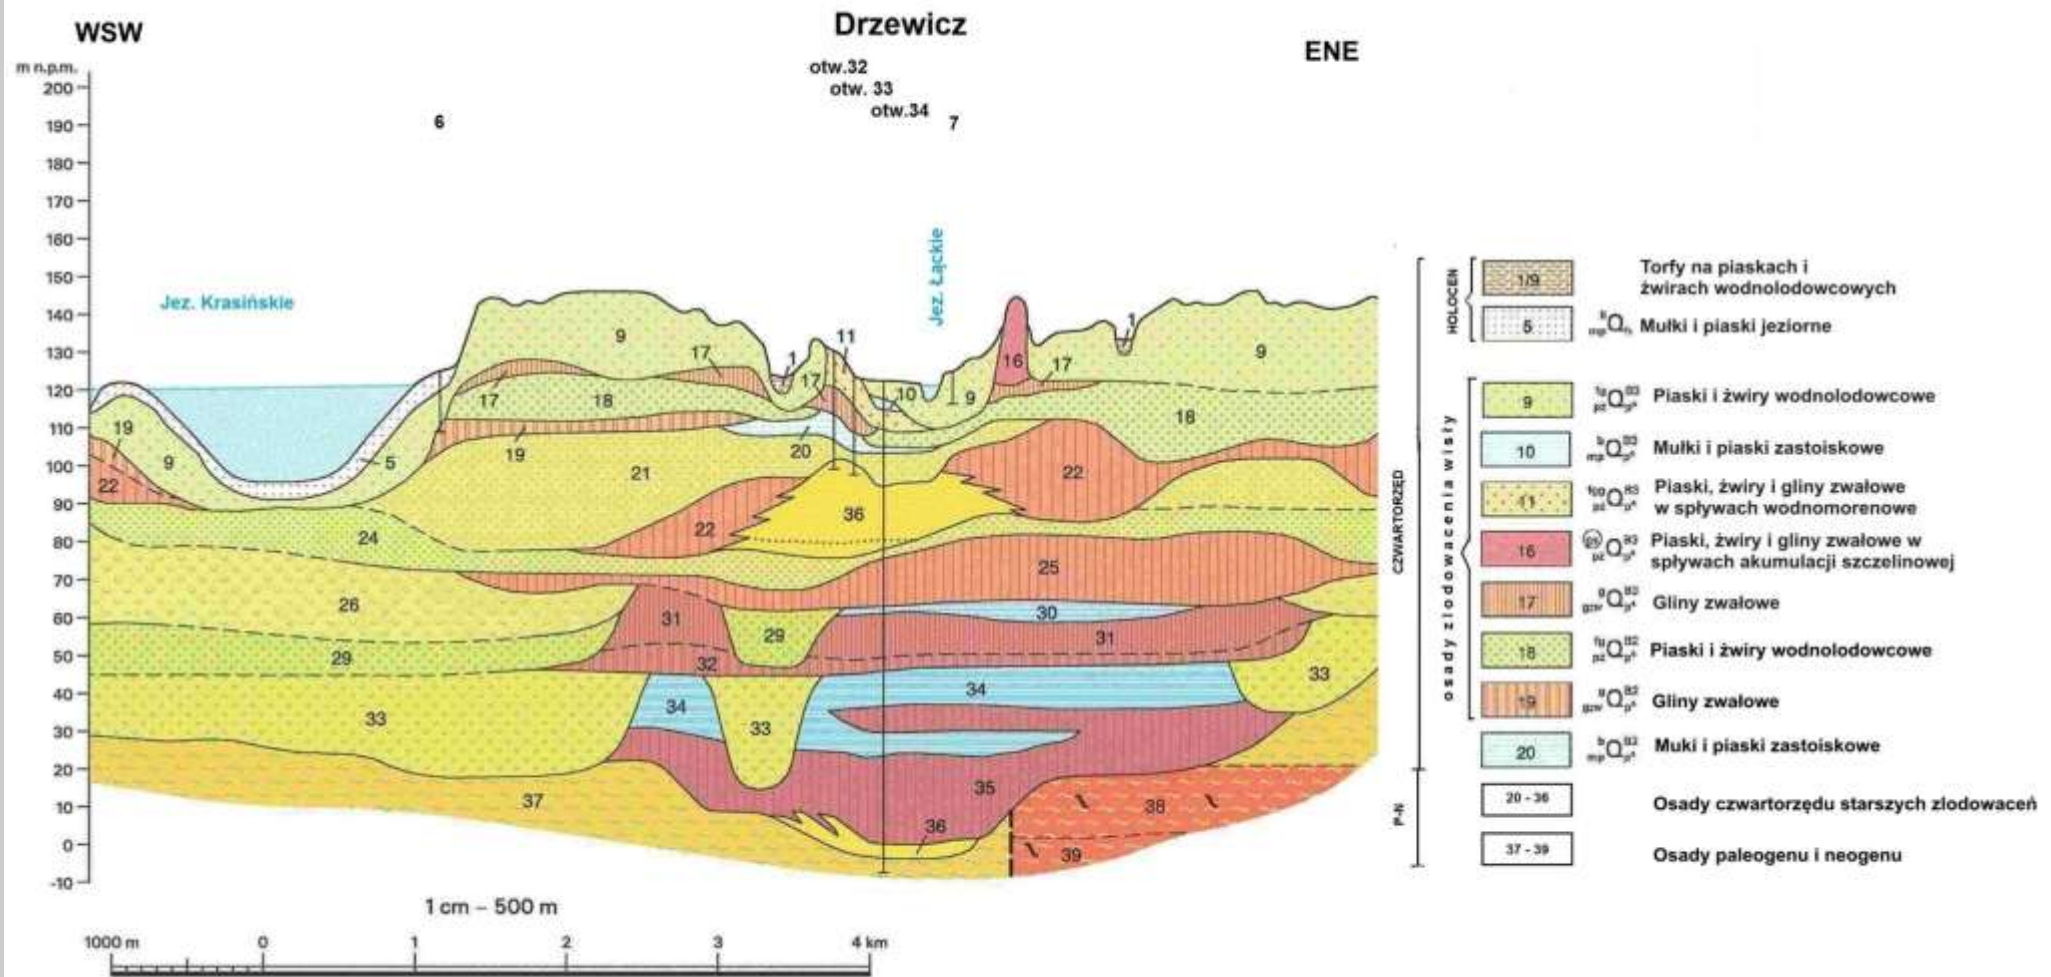 Drzewicz
WSW
ENE
otw.32
otw. 33
otw.34
m n.p.m.
200
190
180
170
160
150
140
130
120
110
100
90
80
70
60
50
40
30
20
10
0
-10
6
7
Jez. Krasińskie
Jez. Łąckie
9
17
1
11
16
17
1
9
17
18
17
10
9
18
19
19
20
9
5
21
22
22
22
36
24
25
26
31
30
31
29
29
32
33
34
34
33
33
35
37
36
38
39
1 cm – 500 m
1000 m 0 1 2 3 4 km
CZWARTORZĘD
P-N
HOLOCEN
osady zlodowacenia wisły
1/9 Torfy na piaskach i
żwirach wodnolodowcowych
5 Mułki i piaski jeziorne
9 Piaski i żwiry wodnolodowcowe
10 Mułki i piaski zastoiskowe
11 Piaski, żwiry i gliny zwałowe
w spływach wodnomorenowe
16 Piaski, żwiry i gliny zwałowe w
spływach akumulacji szczelinowej
17 Gliny zwałowe
18 Piaski i żwiry wodnolodowcowe
19 Gliny zwałowe
20 Muki i piaski zastoiskowe
20 - 36 Osady czwartorzędu starszych zlodowaceń
37 - 39 Osady paleogenu i neogenu